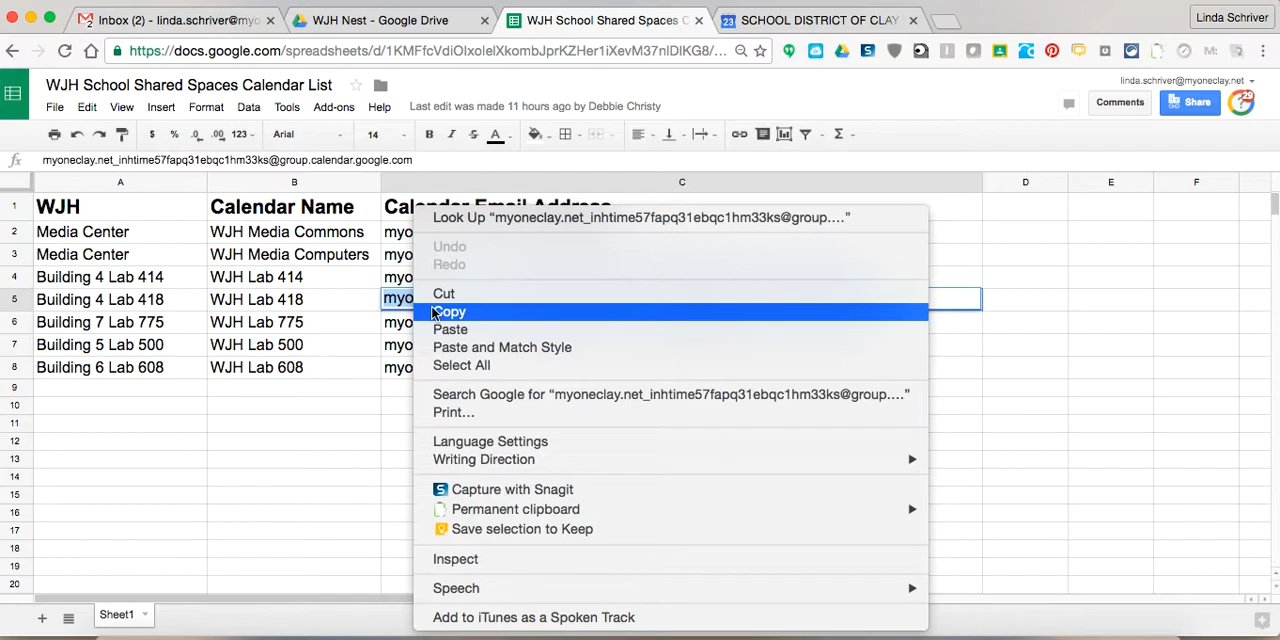 Inbox (2) - linda.schriver@myo
WJH Nest - Google Drive
WJH School Shared Spaces C
23 SCHOOL DISTRICT OF CLAY
Linda Schriver
https://docs.google.com/spreadsheets/d/1KMFfcVdiOIxolelXkombJprKZHer1iXevM37nIDlKG8/...
WJH School Shared Spaces Calendar List
linda.schriver@myoneclay.net
File Edit View Insert Format Data Tools Add-ons Help Last edit was made 11 hours ago by Debbie Christy
Comments Share 29
$ % .0 .00 123 Arial 14 B I S A Σ
fx myoneclay.net_inhtime57fapq31ebqc1hm33ks@group.calendar.google.com
A B C D E F
1 WJH Calendar Name Calendar Email Address
2 Media Center WJH Media Commons myo
3 Media Center WJH Media Computers myo
4 Building 4 Lab 414 WJH Lab 414 myo
5 Building 4 Lab 418 WJH Lab 418 myo
6 Building 7 Lab 775 WJH Lab 775 myo
7 Building 5 Lab 500 WJH Lab 500 myo
8 Building 6 Lab 608 WJH Lab 608 myo
9
10
11
12
13
14
15
16
17
18
19
20
Look Up “myoneclay.net_inhtime57fapq31ebqc1hm33ks@group....”
Undo
Redo
Cut
Copy
Paste
Paste and Match Style
Select All
Search Google for “myoneclay.net_inhtime57fapq31ebqc1hm33ks@group....”
Print...
Language Settings
Writing Direction
Capture with Snagit
Permanent clipboard
Save selection to Keep
Inspect
Speech
Add to iTunes as a Spoken Track
Sheet1